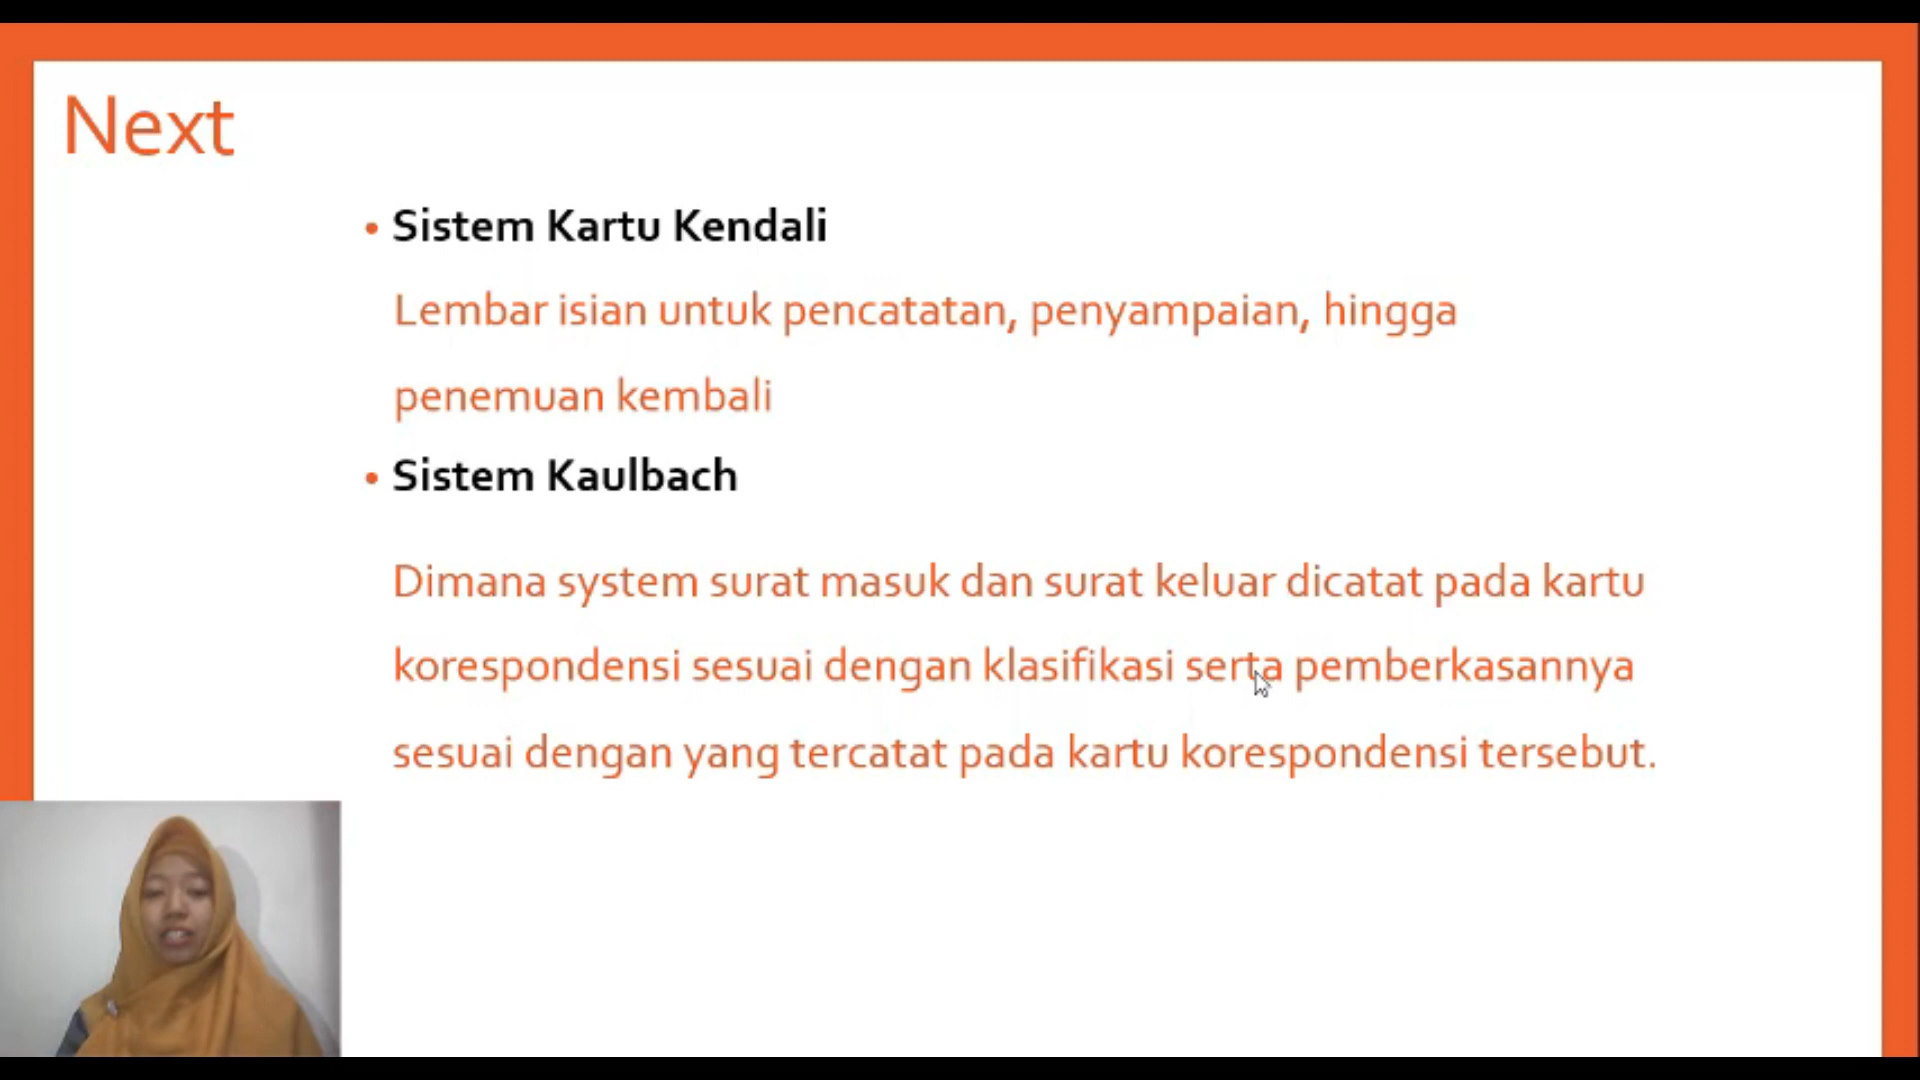 Next
• Sistem Kartu Kendali
Lembar isian untuk pencatatan, penyampaian, hingga
penemuan kembali
• Sistem Kaulbach
Dimana system surat masuk dan surat keluar dicatat pada kartu
korespondensi sesuai dengan klasifikasi serta pemberkasannya
sesuai dengan yang tercatat pada kartu korespondensi tersebut.